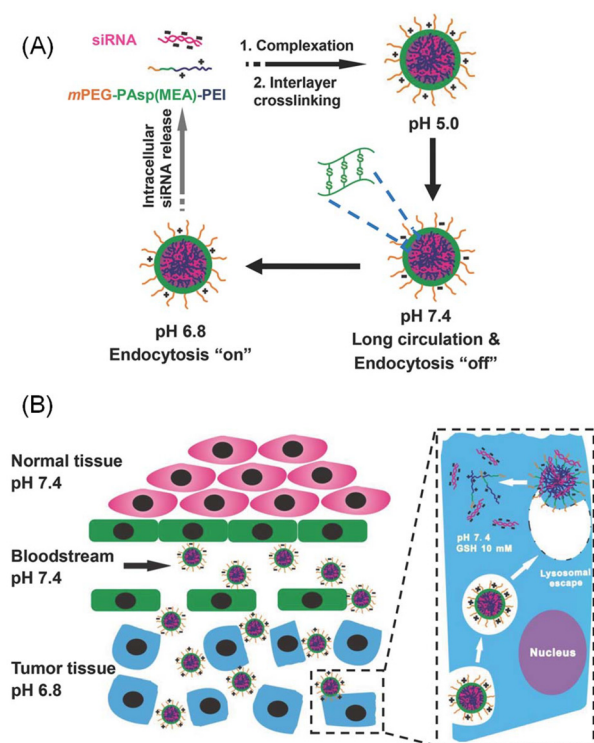 (A)
siRNA
mPEG-PAsp(MEA)-PEI
1. Complexation
2. Interlayer
crosslinking
pH 5.0
Intracellular
siRNA release
S S S S
S S S S
pH 6.8
Endocytosis “on”
pH 7.4
Long circulation &
Endocytosis “off”
(B)
Normal tissue
pH 7.4
Bloodstream
pH 7.4
Tumor tissue
pH 6.8
pH 7. 4
GSH 10 mM
Lysosomal
escape
Nucleus